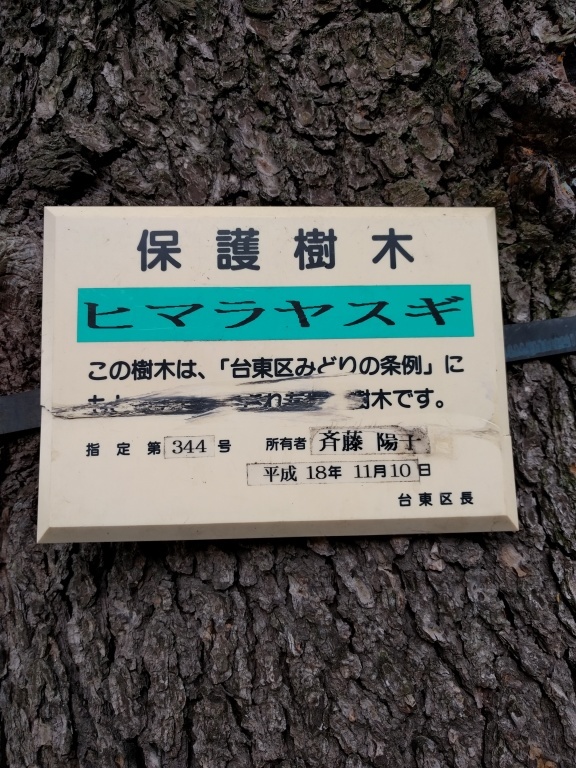 保護樹木
ヒマラヤスギ
この樹木は、「台東区みどりの条例」に
樹木です。
指定第344号 所有者 斉藤 陽子
平成 18年 11月10日
台東区長